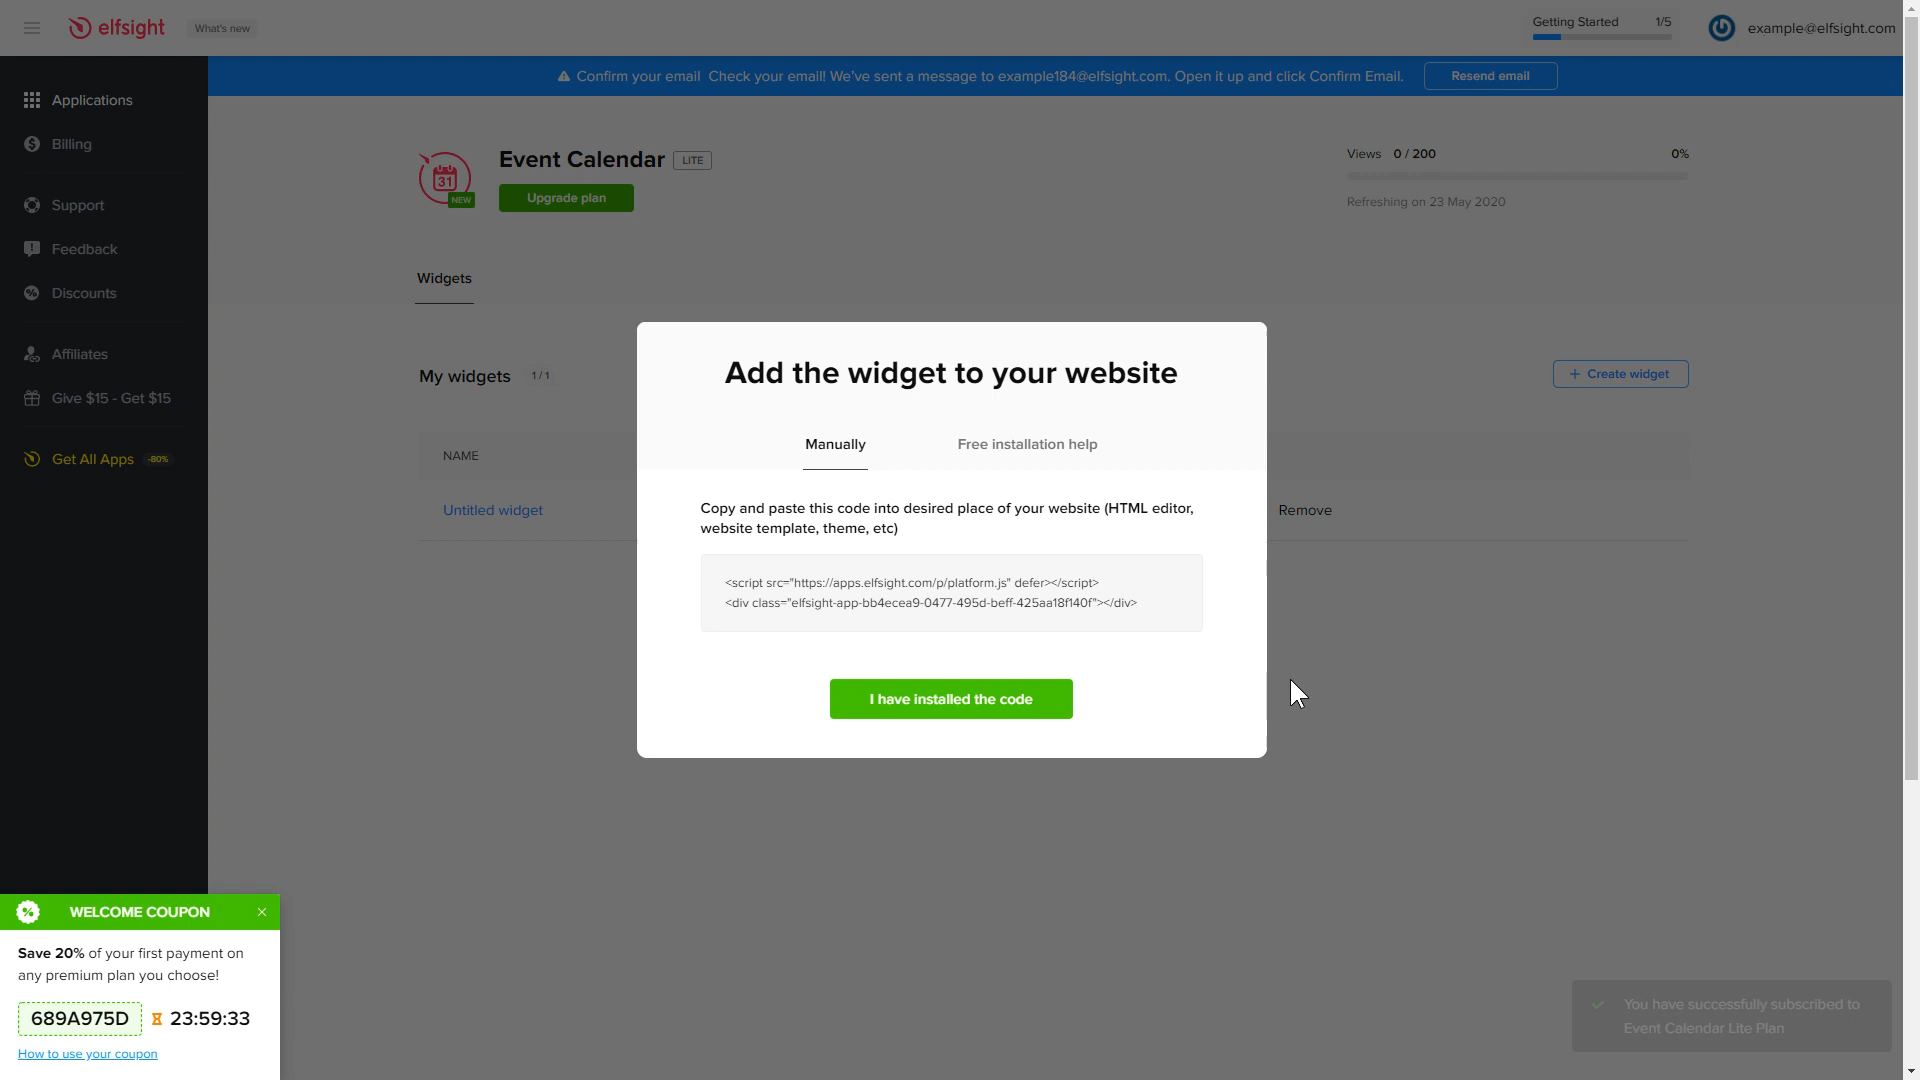 elfsight
What's new
Getting Started 1/5
example@elfsight.com
Confirm your email Check your email! We've sent a message to example184@elfsight.com. Open it up and click Confirm Email.
Resend email
Applications
Billing
Support
Feedback
Discounts
Affiliates
Give $15 - Get $15
Get All Apps -80%
31
NEW
Event Calendar LITE
Upgrade plan
Views 0 / 200 0%
Refreshing on 23 May 2020
Widgets
My widgets 1 / 1
+ Create widget
NAME
Untitled widget
Remove
Add the widget to your website
Manually
Free installation help
Copy and paste this code into desired place of your website (HTML editor,
website template, theme, etc)
<script src="https://apps.elfsight.com/p/platform.js" defer></script>
<div class="elfsight-app-bb4ecea9-0477-495d-beff-425aa18f140f"></div>
I have installed the code
WELCOME COUPON
Save 20% of your first payment on
any premium plan you choose!
689A975D 23:59:33
How to use your coupon
You have successfully subscribed to
Event Calendar Lite Plan